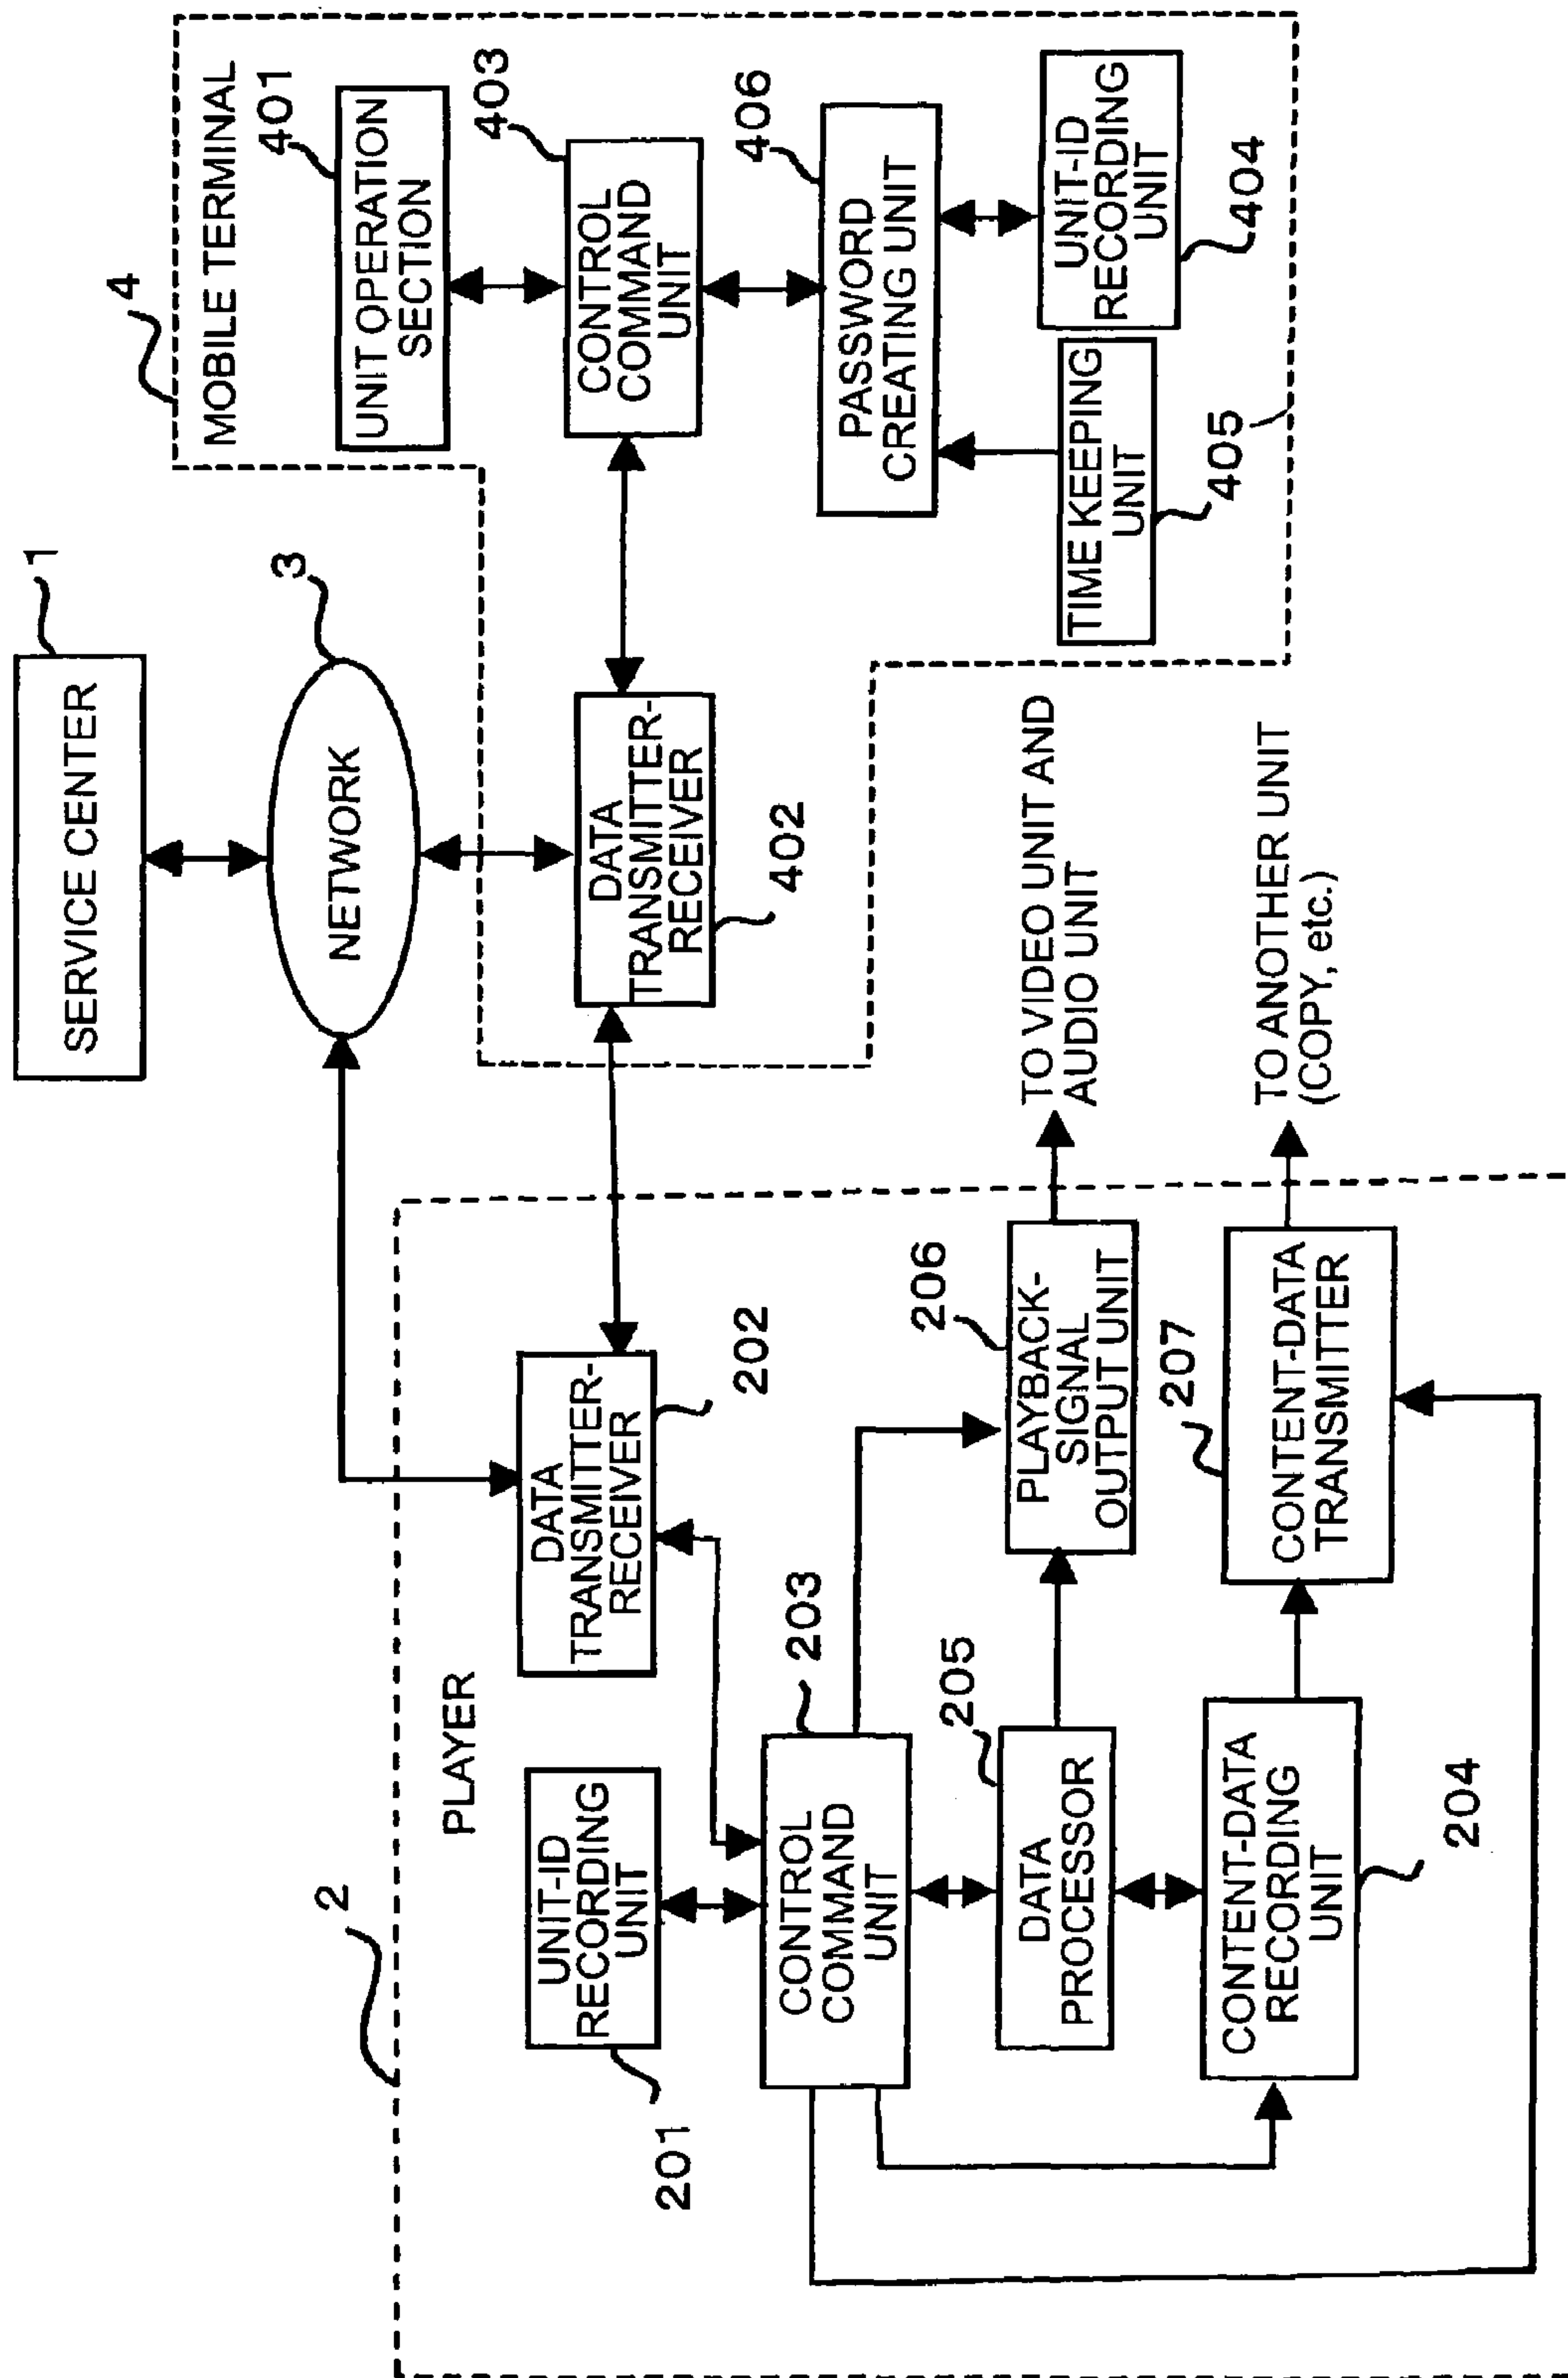 1
SERVICE CENTER
3
NETWORK
4
MOBILE TERMINAL
401
UNIT OPERATION
SECTION
403
CONTROL
COMMAND
UNIT
406
PASSWORD
CREATING UNIT
UNIT-ID
RECORDING
UNIT
404
TIME KEEPING
UNIT
405
DATA
TRANSMITTER-
RECEIVER
402
2
PLAYER
UNIT-ID
RECORDING
UNIT
201
DATA
TRANSMITTER-
RECEIVER
202
203
CONTROL
COMMAND
UNIT
205
DATA
PROCESSOR
206
PLAYBACK-
SIGNAL
OUTPUT UNIT
TO VIDEO UNIT AND
AUDIO UNIT
CONTENT-DATA
RECORDING
UNIT
204
207
CONTENT-DATA
TRANSMITTER
TO ANOTHER UNIT
(COPY, etc.)